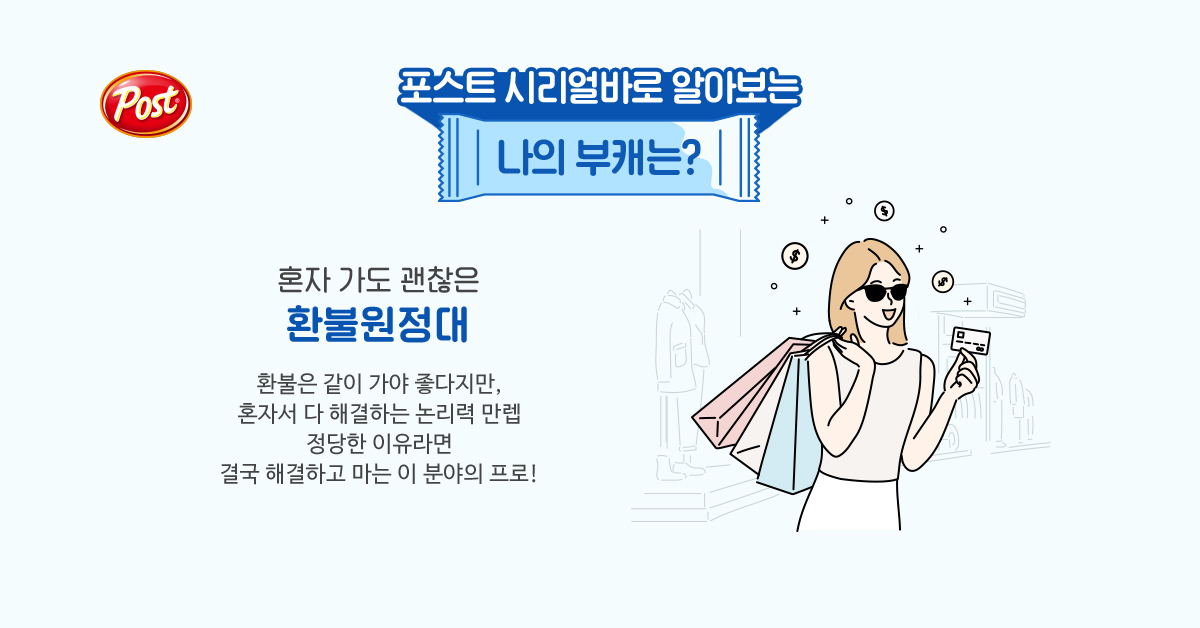 Post
포스트 시리얼바로 알아보는
나의 부캐는?
혼자 가도 괜찮은
환불원정대
환불은 같이 가야 좋다지만,
혼자서 다 해결하는 논리력 만렙
정당한 이유라면
결국 해결하고 마는 이 분야의 프로!